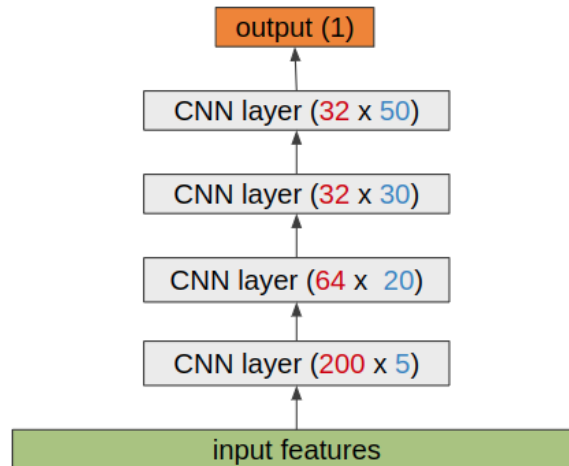 output (1)
CNN layer (32 x 50)
CNN layer (32 x 30)
CNN layer (64 x 20)
CNN layer (200 x 5)
input features